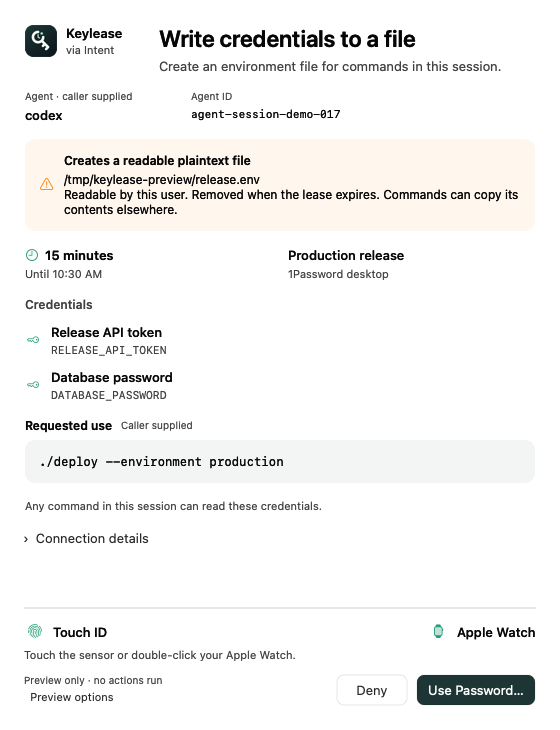 Keylease
via Intent
Write credentials to a file
Create an environment file for commands in this session.
Agent · caller supplied
codex
Agent ID
agent-session-demo-017
Creates a readable plaintext file
/tmp/keylease-preview/release.env
Readable by this user. Removed when the lease expires. Commands can copy its
contents elsewhere.
15 minutes
Until 10:30 AM
Production release
1Password desktop
Credentials
Release API token
RELEASE_API_TOKEN
Database password
DATABASE_PASSWORD
Requested use Caller supplied
./deploy --environment production
Any command in this session can read these credentials.
› Connection details
Touch ID
Apple Watch
Touch the sensor or double-click your Apple Watch.
Preview only · no actions run
Preview options
Deny
Use Password...